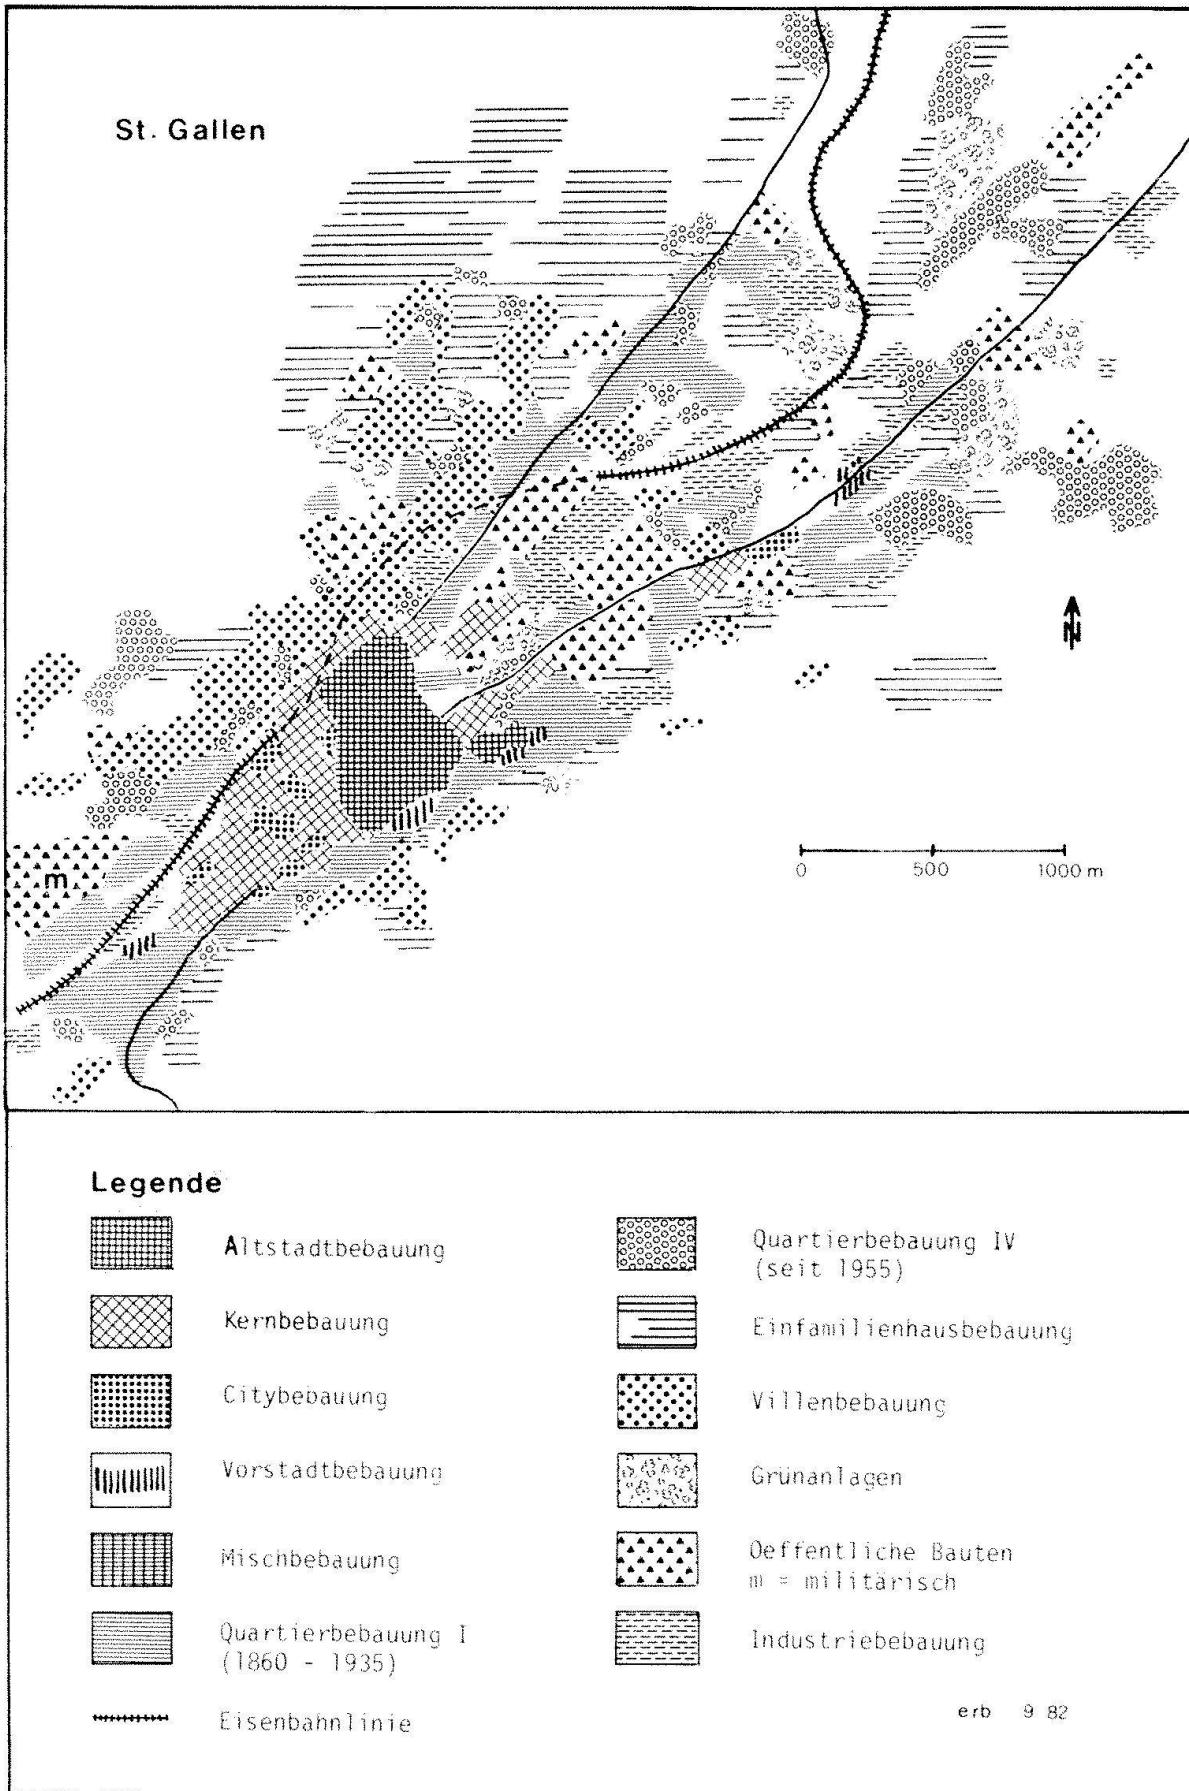 St. Gallen
N
m
0 500 1000 m
Legende
Altstadtbebauung
Kernbebauung
Citybebauung
Vorstadtbebauung
Mischbebauung
Quartierbebauung I
(1860 - 1935)
Eisenbahnlinie
Quartierbebauung IV
(seit 1955)
Einfamilienhausbebauung
Villenbebauung
Grünanlagen
Oeffentliche Bauten
m = militärisch
Industriebebauung
erb 9 82